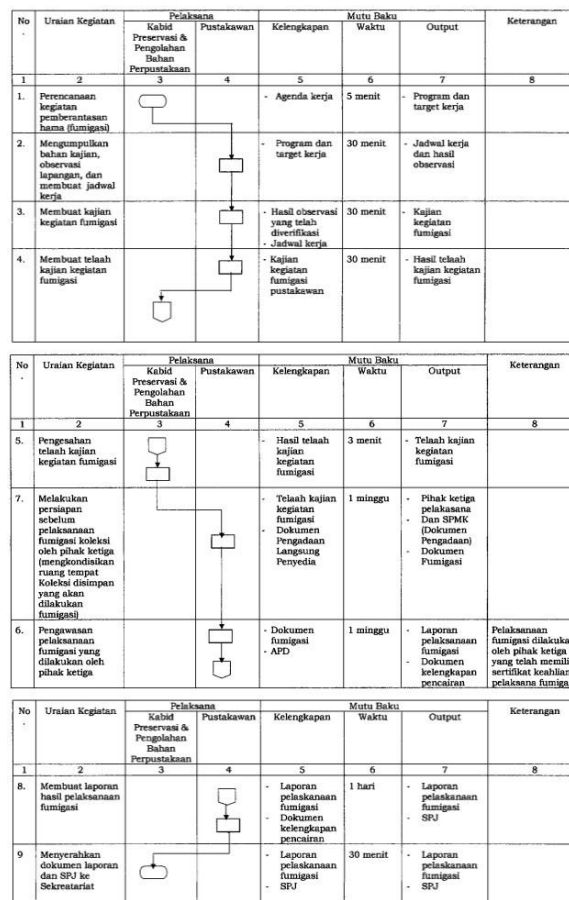 No
.
Uraian Kegiatan
Pelaksana
Mutu Baku
Keterangan
Kabid
Preservasi &
Pengolahan
Bahan
Perpustakaan
Pustakawan
Kelengkapan
Waktu
Output
1 2 3 4 5 6 7 8
1.
Perencanaan
kegiatan
pemberantasan
hama (fumigasi)
- Agenda kerja
5 menit
- Program dan
target kerja
2.
Mengumpulkan
bahan kajian,
observasi
lapangan, dan
membuat jadwal
kerja
- Program dan
target kerja
30 menit
- Jadwal kerja
dan hasil
observasi
3.
Membuat kajian
kegiatan fumigasi
- Hasil observasi
yang telah
diverifikasi
- Jadwal kerja
30 menit
- Kajian
kegiatan
fumigasi
4.
Membuat telaah
kajian kegiatan
fumigasi
- Kajian
kegiatan
fumigasi
pustakawan
30 menit
- Hasil telaah
kajian kegiatan
fumigasi
No
.
Uraian Kegiatan
Pelaksana
Mutu Baku
Keterangan
Kabid
Preservasi &
Pengolahan
Bahan
Perpustakaan
Pustakawan
Kelengkapan
Waktu
Output
1 2 3 4 5 6 7 8
5.
Pengesahan
telaah kajian
kegiatan fumigasi
- Hasil telaah
kajian
kegiatan
fumigasi
3 menit
- Telaah kajian
kegiatan
fumigasi
7.
Melakukan
persiapan
sebelum
pelaksanaan
fumigasi koleksi
oleh pihak ketiga
(mengkondisikan
ruang tempat
Koleksi disimpan
yang akan
dilakukan
fumigasi)
- Telaah kajian
kegiatan
fumigasi
- Dokumen
Pengadaan
Langsung
Penyedia
1 minggu
- Pihak ketiga
pelakasana
- Dan SPMK
(Dokumen
Pengadaan)
- Dokumen
Fumigasi
6.
Pengawasan
pelaksanaan
fumigasi yang
dilakukan oleh
pihak ketiga
- Dokumen
fumigasi
- APD
1 minggu
- Laporan
pelaksanaan
fumigasi
- Dokumen
kelengkapan
pencairan
Pelaksanaan
fumigasi dilakuka
oleh pihak ketiga
yang telah memili
sertifikat keahlian
pelaksana fumiga
No
.
Uraian Kegiatan
Pelaksana
Mutu Baku
Keterangan
Kabid
Preservasi &
Pengolahan
Bahan
Perpustakaan
Pustakawan
Kelengkapan
Waktu
Output
1 2 3 4 5 6 7 8
8.
Membuat laporan
hasil pelaksanaan
fumigasi
- Laporan
pelaskanaan
fumigasi
- Dokumen
kelengkapan
pencairan
1 hari
- Laporan
pelaskanaan
fumigasi
- SPJ
9
Menyerahkan
dokumen laporan
dan SPJ ke
Sekreatariat
- Laporan
pelaskanaan
fumigasi
- SPJ
30 menit
- Laporan
pelaskanaan
fumigasi
- SPJ